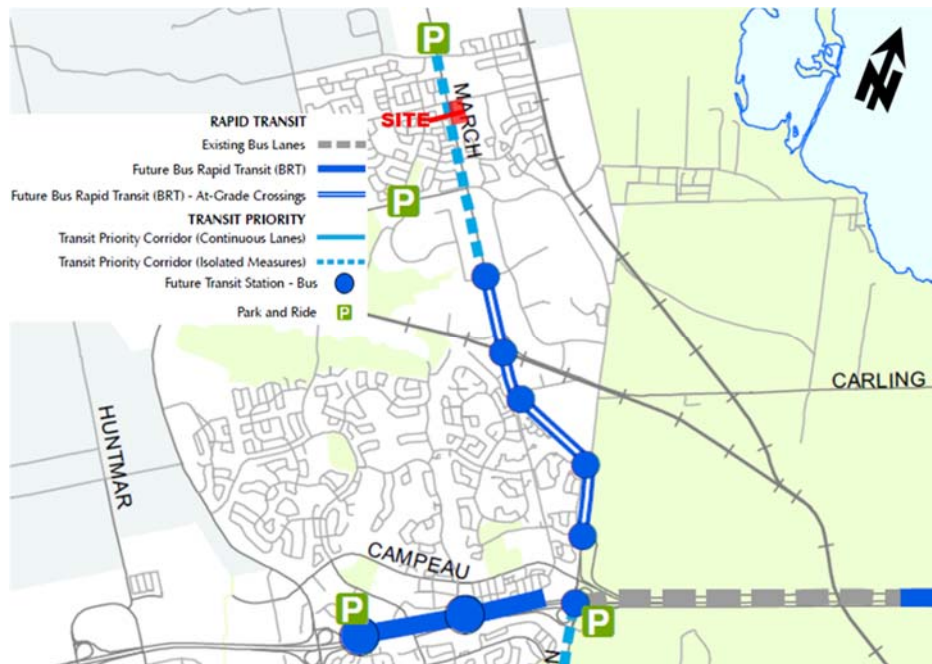 P
MARCH
SITE
RAPID TRANSIT
Existing Bus Lanes
Future Bus Rapid Transit (BRT)
Future Bus Rapid Transit (BRT) - At-Grade Crossings
TRANSIT PRIORITY
Transit Priority Corridor (Continuous Lanes)
Transit Priority Corridor (Isolated Measures)
Future Transit Station - Bus
Park and Ride P
P
N
CARLING
HUNTMAR
CAMPEAU
P
P
N